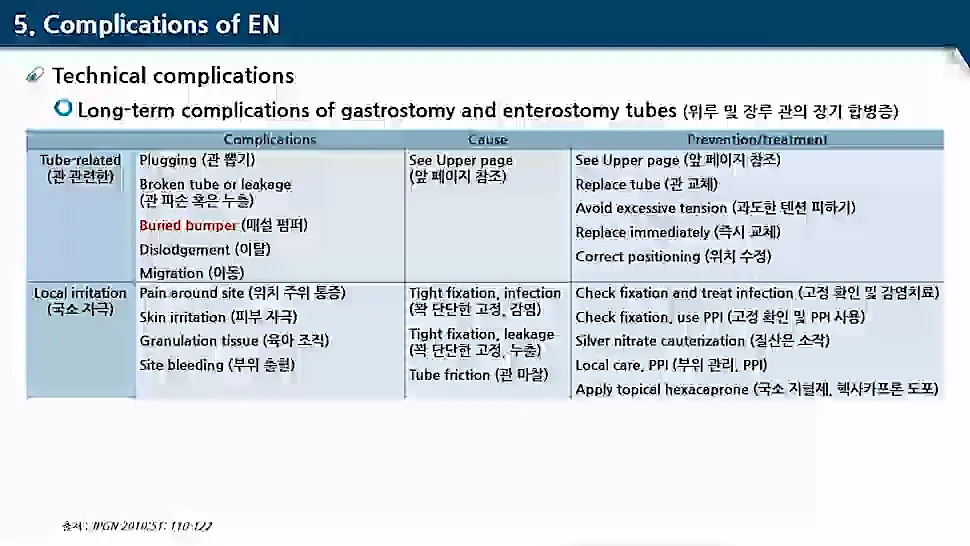 5. Complications of EN
Technical complications
Long-term complications of gastrostomy and enterostomy tubes (위루 및 장루 관의 장기 합병증)
Complications
Cause
Prevention/treatment
Tube-related
(관 관련한)
Plugging (관 뽑기)
Broken tube or leakage
(관 파손 혹은 누출)
Buried bumper (매설 펌퍼)
Dislodgement (이탈)
Migration (이동)
See Upper page
(앞 페이지 참조)
See Upper page (앞 페이지 참조)
Replace tube (관 교체)
Avoid excessive tension (과도한 텐션 피하기)
Replace immediately (즉시 교체)
Correct positioning (위치 수정)
Local irritation
(국소 자극)
Pain around site (위치 주위 통증)
Skin irritation (피부 자극)
Granulation tissue (육아 조직)
Site bleeding (부위 출혈)
Tight fixation, infection
(꽉 단단한 고정, 감염)
Tight fixation, leakage
(꽉 단단한 고정, 누출)
Tube friction (관 마찰)
Check fixation and treat infection (고정 확인 및 감염치료)
Check fixation, use PPI (고정 확인 및 PPI 사용)
Silver nitrate cauterization (질산은 소작)
Local care, PPI (부위 관리, PPI)
Apply topical hexacaprone (국소 지혈제, 헥사카프론 도포)
출처 : JPGN 2010;51: 110-122